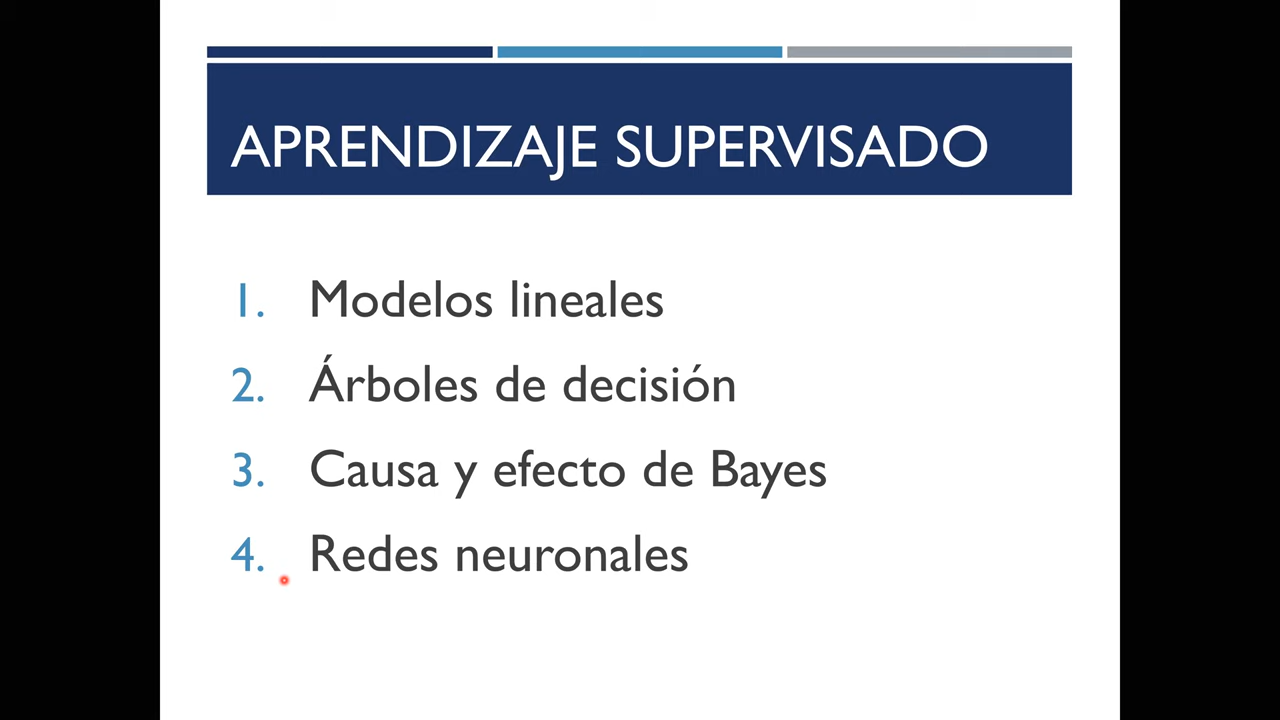 APRENDIZAJE SUPERVISADO
1. Modelos lineales
2. Árboles de decisión
3. Causa y efecto de Bayes
4. Redes neuronales